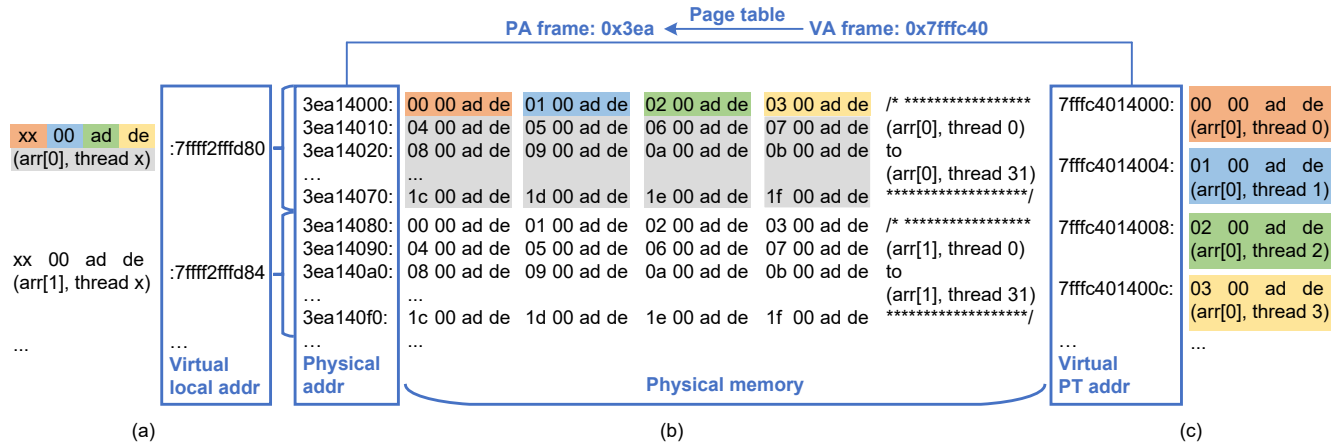 Page table
PA frame: 0x3ea
VA frame: 0x7fffc40
xx 00 ad de
(arr[0], thread x)
xx 00 ad de
(arr[1], thread x)
...
:7ffff2fffd80
:7ffff2fffd84
...
Virtual
local addr
3ea14000: 00 00 ad de 01 00 ad de 02 00 ad de 03 00 ad de /* *****************
3ea14010: 04 00 ad de 05 00 ad de 06 00 ad de 07 00 ad de (arr[0], thread 0)
3ea14020: 08 00 ad de 09 00 ad de 0a 00 ad de 0b 00 ad de to
... ... (arr[0], thread 31)
3ea14070: 1c 00 ad de 1d 00 ad de 1e 00 ad de 1f 00 ad de *******************/
3ea14080: 00 00 ad de 01 00 ad de 02 00 ad de 03 00 ad de /* *****************
3ea14090: 04 00 ad de 05 00 ad de 06 00 ad de 07 00 ad de (arr[1], thread 0)
3ea140a0: 08 00 ad de 09 00 ad de 0a 00 ad de 0b 00 ad de to
... ... (arr[1], thread 31)
3ea140f0: 1c 00 ad de 1d 00 ad de 1e 00 ad de 1f 00 ad de *******************/
... ...
Physical
addr
Physical memory
7fffc4014000:
7fffc4014004:
7fffc4014008:
7fffc401400c:
...
Virtual
PT addr
00 00 ad de
(arr[0], thread 0)
01 00 ad de
(arr[0], thread 1)
02 00 ad de
(arr[0], thread 2)
03 00 ad de
(arr[0], thread 3)
...
(a)
(b)
(c)